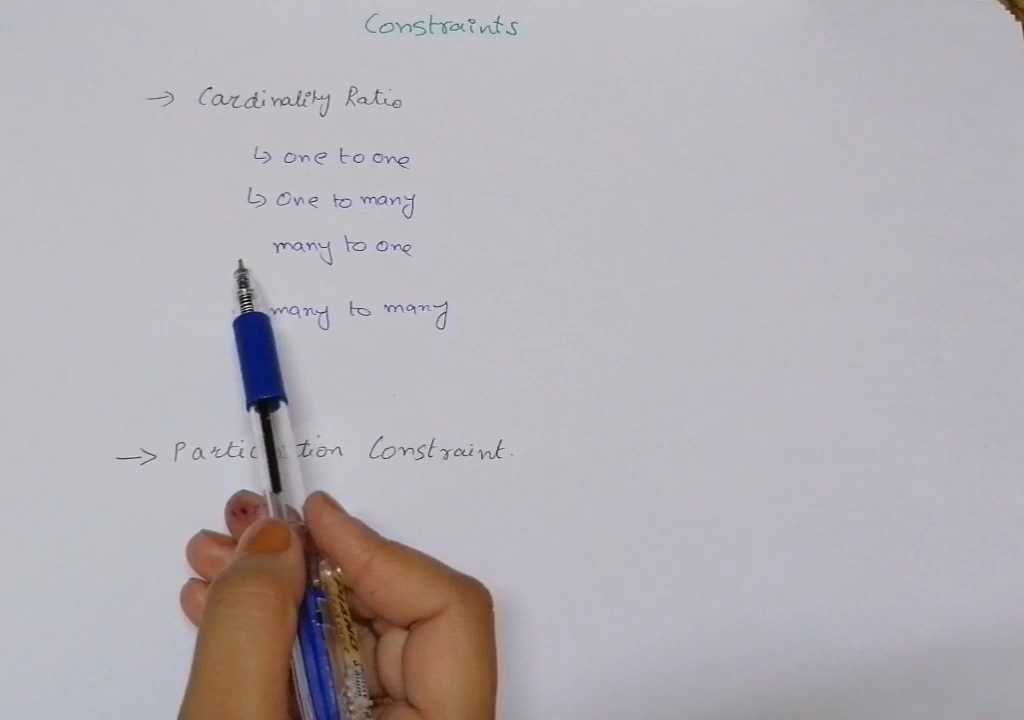 Constraints
→ Cardinality Ratio
↳ one to one
↳ One to many
many to one
many to many
→ Constraint.